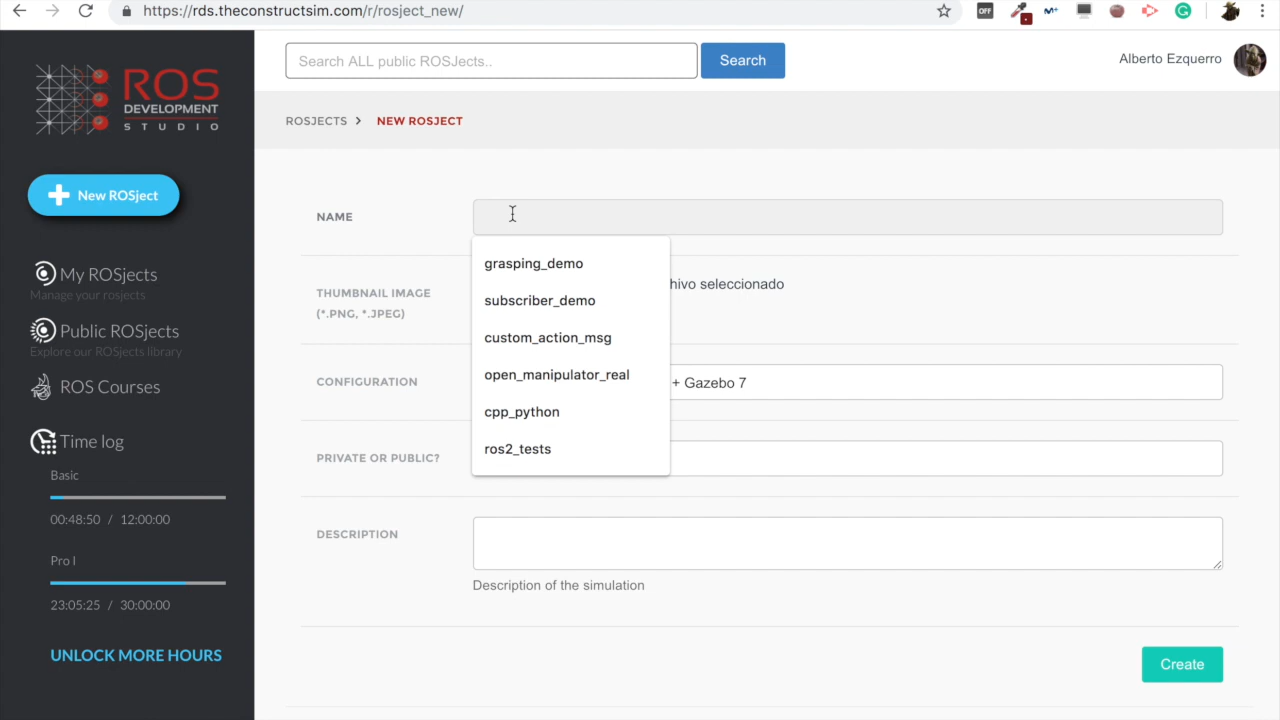 https://rds.theconstructsim.com/r/rosject_new/
OFF
ROS
DEVELOPMENT
STUDIO
Search ALL public ROSJects..
Search
Alberto Ezquerro
ROSJECTS > NEW ROSJECT
New ROSject
My ROSjects
Manage your rosjects
Public ROSjects
Explore our ROSjects library
ROS Courses
Time log
Basic
00:48:50 / 12:00:00
Pro I
23:05:25 / 30:00:00
UNLOCK MORE HOURS
NAME
grasping_demo
subscriber_demo
custom_action_msg
open_manipulator_real
cpp_python
ros2_tests
THUMBNAIL IMAGE
(*.PNG, *.JPEG)
hivo seleccionado
CONFIGURATION
+ Gazebo 7
PRIVATE OR PUBLIC?
DESCRIPTION
Description of the simulation
Create